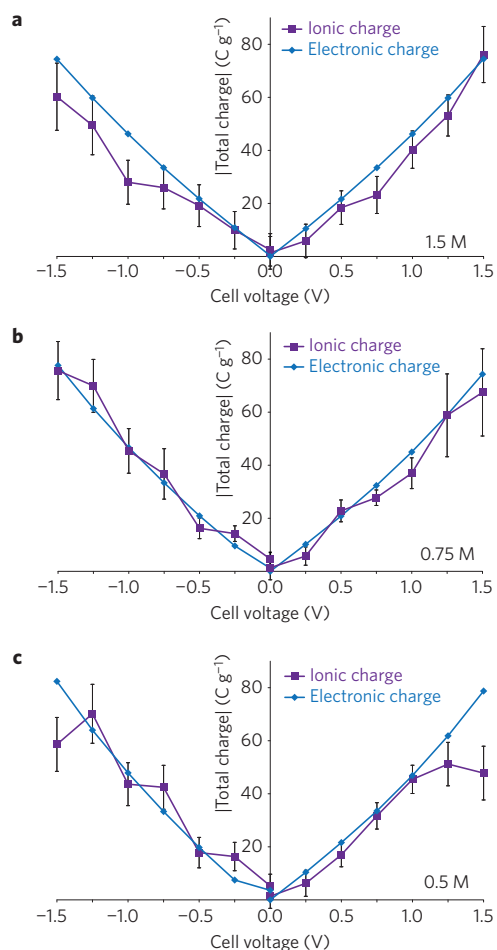 a
Ionic charge
Electronic charge
|Total charge| (C g⁻¹)
80
60
40
20
1.5 M
−1.5 −1.0 −0.5 0.0 0.5 1.0 1.5
Cell voltage (V)
b
Ionic charge
Electronic charge
|Total charge| (C g⁻¹)
80
60
40
20
0.75 M
−1.5 −1.0 −0.5 0.0 0.5 1.0 1.5
Cell voltage (V)
c
Ionic charge
Electronic charge
|Total charge| (C g⁻¹)
80
60
40
20
0.5 M
−1.5 −1.0 −0.5 0.0 0.5 1.0 1.5
Cell voltage (V)